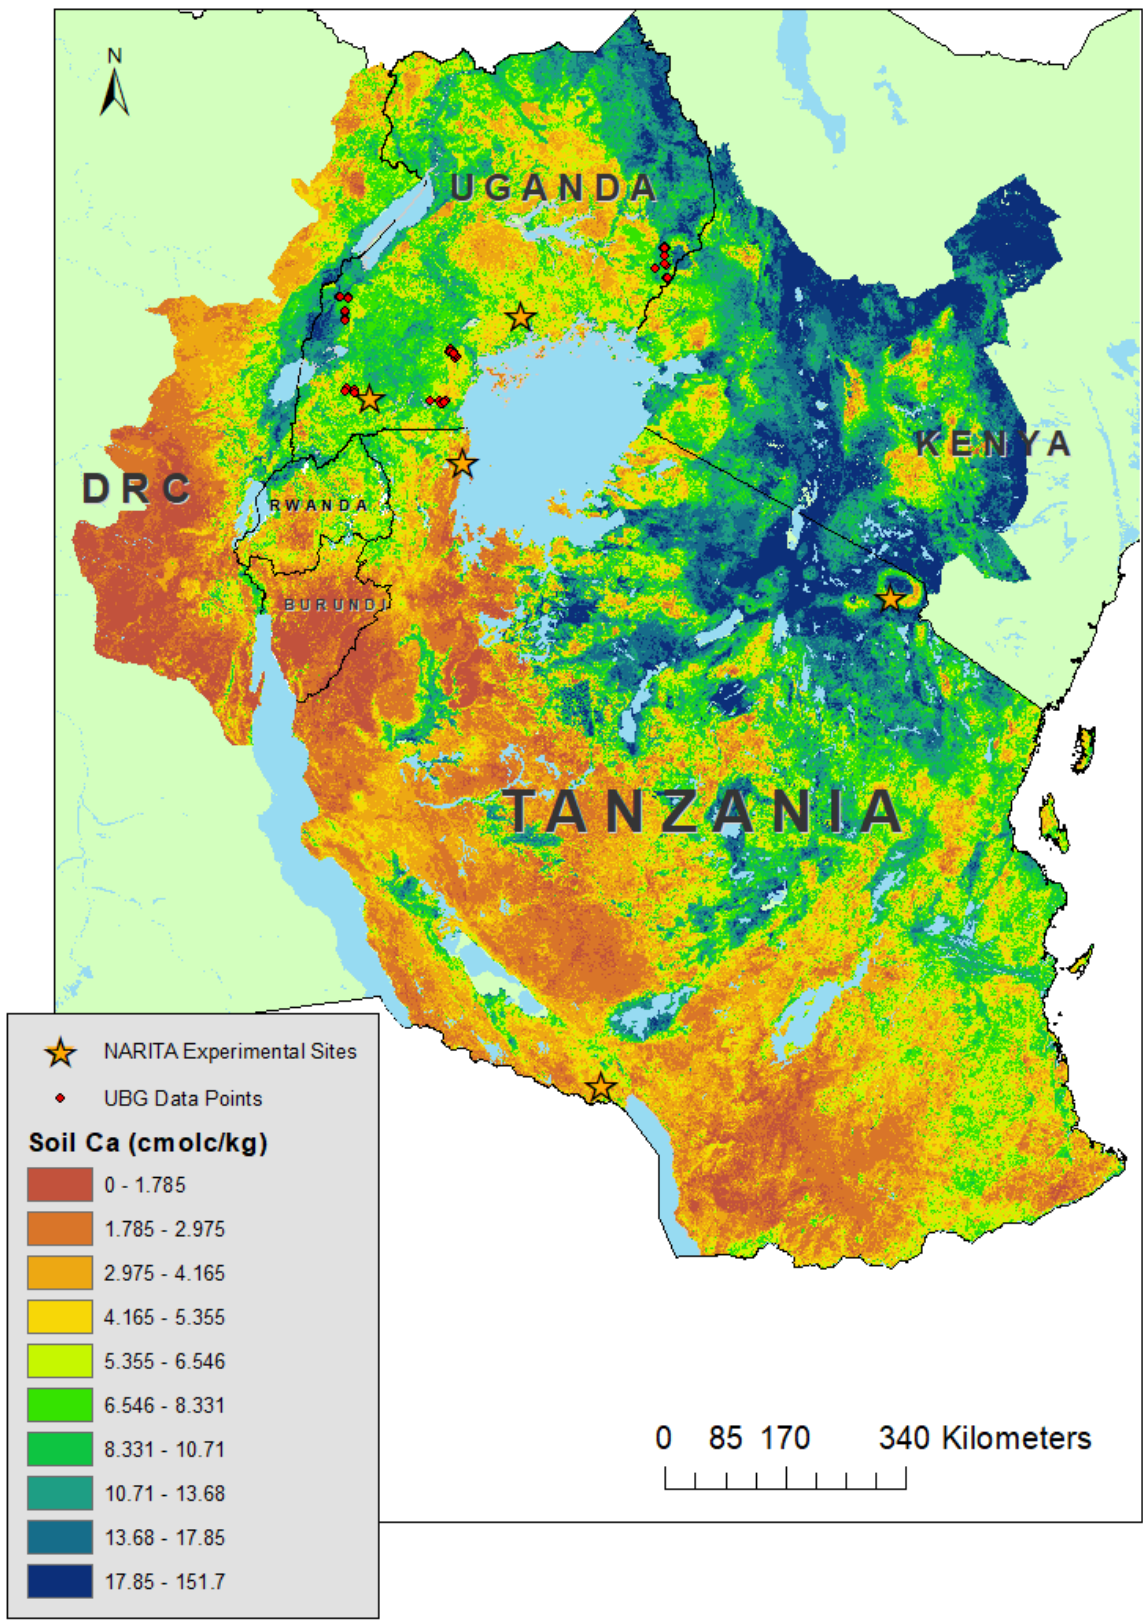 N
UGANDA
KENYA
DRC
RWANDA
BURUNDI
TANZANIA
NARITA Experimental Sites
UBG Data Points
Soil Ca (cmolc/kg)
0 - 1.785
1.785 - 2.975
2.975 - 4.165
4.165 - 5.355
5.355 - 6.546
6.546 - 8.331
8.331 - 10.71
10.71 - 13.68
13.68 - 17.85
17.85 - 151.7
0 85 170 340 Kilometers